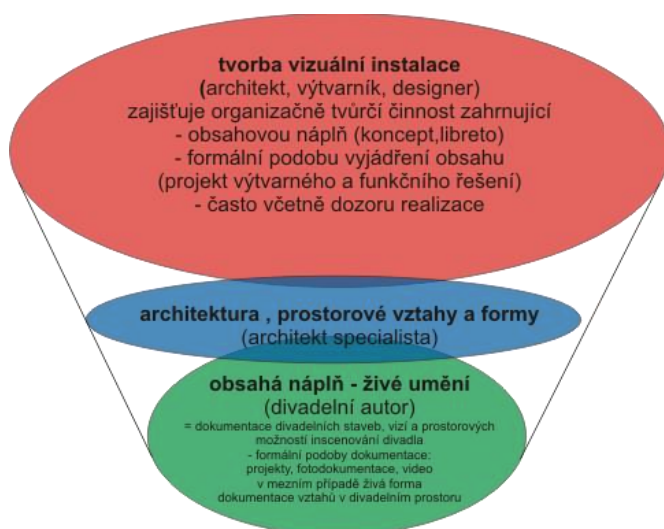 tvorba vizuální instalace
(architekt, výtvarník, designer)
zajišťuje organizačně tvůrčí činnost zahrnující
- obsahovou náplň (koncept,libreto)
- formální podobu vyjádření obsahu
(projekt výtvarného a funkčního řešení)
- často včetně dozoru realizace
architektura , prostorové vztahy a formy
(architekt specialista)
obsahá náplň - živé umění
(divadelní autor)
= dokumentace divadelních staveb, vizí a prostorových
možností inscenování divadla
- formální podoby dokumentace:
projekty, fotodokumentace, video
v mezním případě živá forma
dokumentace vztahů v divadelním prostoru